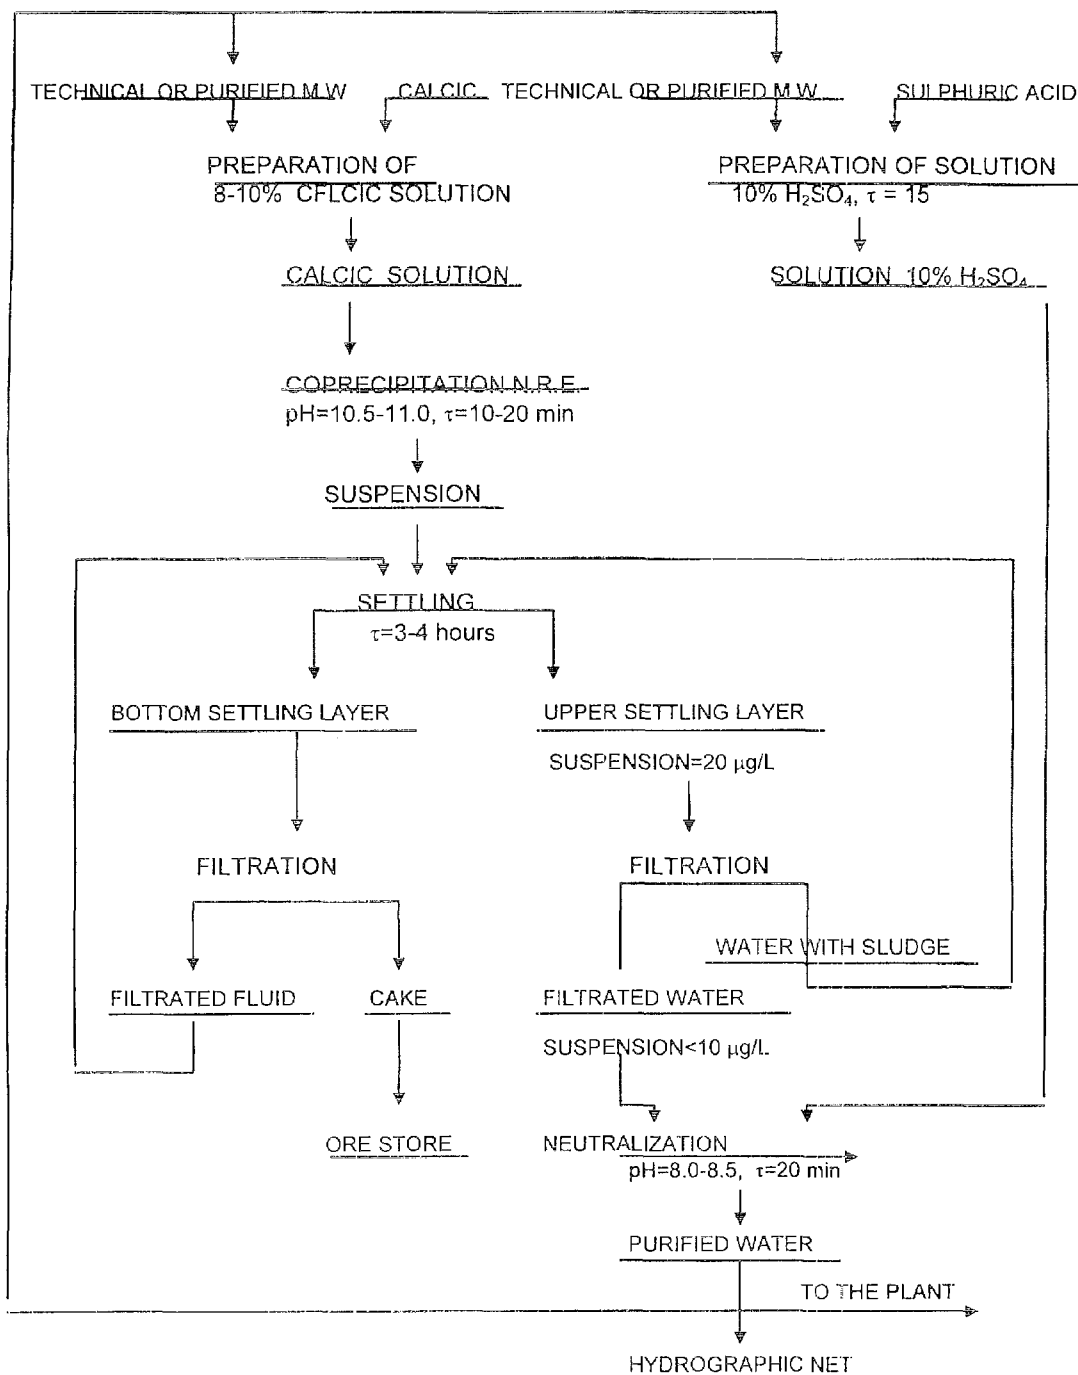 TECHNICAL OR PURIFIED M.W   CALCIC   TECHNICAL OR PURIFIED M.W.   SULPHURIC ACID
PREPARATION OF   PREPARATION OF SOLUTION
8-10% CFLCIC SOLUTION   10% H₂SO₄, τ = 15
CALCIC SOLUTION   SOLUTION 10% H₂SO₄
COPRECIPITATION N.R.E.
pH=10.5-11.0, τ=10-20 min
SUSPENSION
SETTLING
τ=3-4 hours
BOTTOM SETTLING LAYER   UPPER SETTLING LAYER
SUSPENSION=20 µg/L
FILTRATION   FILTRATION
WATER WITH SLUDGE
FILTRATED FLUID   CAKE   FILTRATED WATER
SUSPENSION<10 µg/L
ORE STORE   NEUTRALIZATION
pH=8.0-8.5, τ=20 min
PURIFIED WATER
TO THE PLANT
HYDROGRAPHIC NET